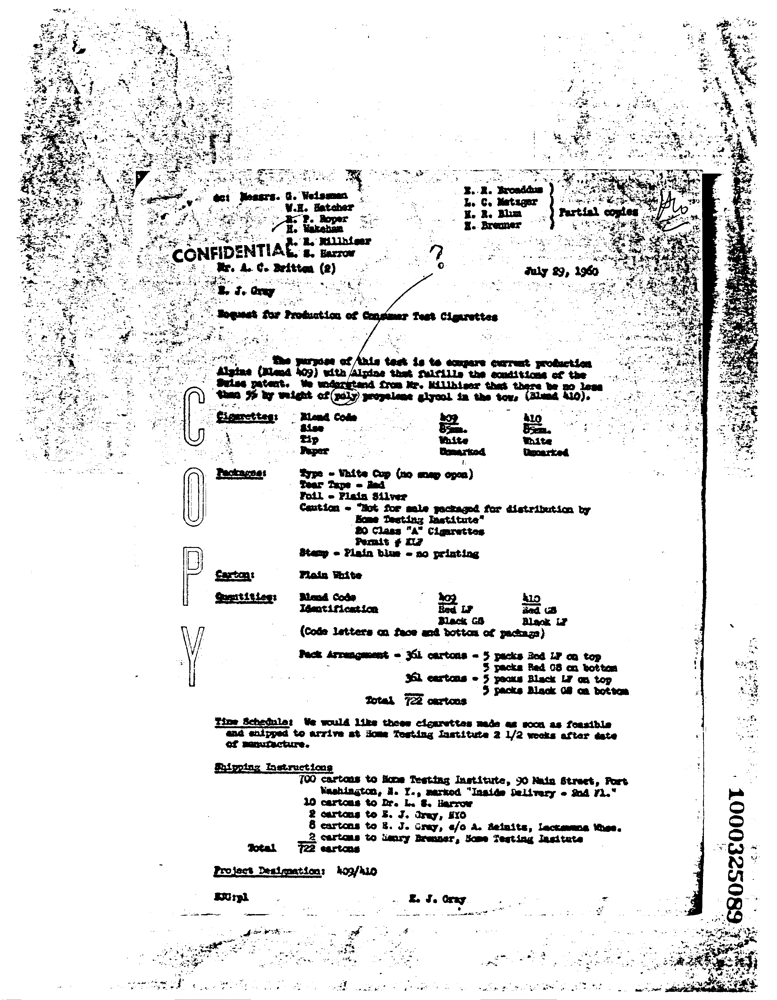 cc: Messrs. G. Weissman
W.H. Hatcher
R. P. Roper
H. Wakeham
R. R. Millhiser
L. S. Harrow
N. R. Broaddus
L. C. Metzger
H. R. Blum
H. Brenner
Partial copies
CONFIDENTIAL
?
Mr. A. C. Britton (2)
July 29, 1960
E. J. Gray
Request for Production of Consumer Test Cigarettes
The purpose of this test is to compare current production
Alpine (Blend 409) with Alpine that fulfills the conditions of the
Swiss patent. We understand from Mr. Millhiser that there be no less
than 5% by weight of poly propelene glycol in the tow. (Blend 410).
Cigarettes: Blend Code 409 410
Size 85mm. 85mm.
Tip White White
Paper Unmarked Unmarked
Packages: Type - White Cup (no snap open)
Tear Tape - Red
Foil - Plain Silver
Caution - "Not for sale packaged for distribution by
Home Testing Institute"
20 Class "A" Cigarettes
Permit # KLF
Stamp - Plain blue - no printing
Carton: Plain White
Quantities: Blend Code 409 410
Identification Red LF Red GS
Black GS Black LF
(Code letters on face and bottom of package)
Pack Arrangement - 361 cartons - 5 packs Red LF on top
5 packs Red GS on bottom
361 cartons - 5 packs Black LF on top
5 packs Black GS on bottom
Total 722 cartons
Time Schedule: We would like these cigarettes made as soon as feasible
and snipped to arrive at Home Testing Institute 2 1/2 weeks after date
of manufacture.
Shipping Instructions
700 cartons to Home Testing Institute, 90 Main Street, Port
Washington, N. Y., marked "Inside Delivery - 2nd Fl."
10 cartons to Dr. L. S. Harrow
2 cartons to E. J. Gray, NYO
8 cartons to E. J. Gray, c/o A. Reinitz, Lackawana Whse.
2 cartons to Henry Brenner, Home Testing Institute
Total 722 cartons
Project Designation: 409/410
EJG:pl
E. J. Gray
COPY
1000325089